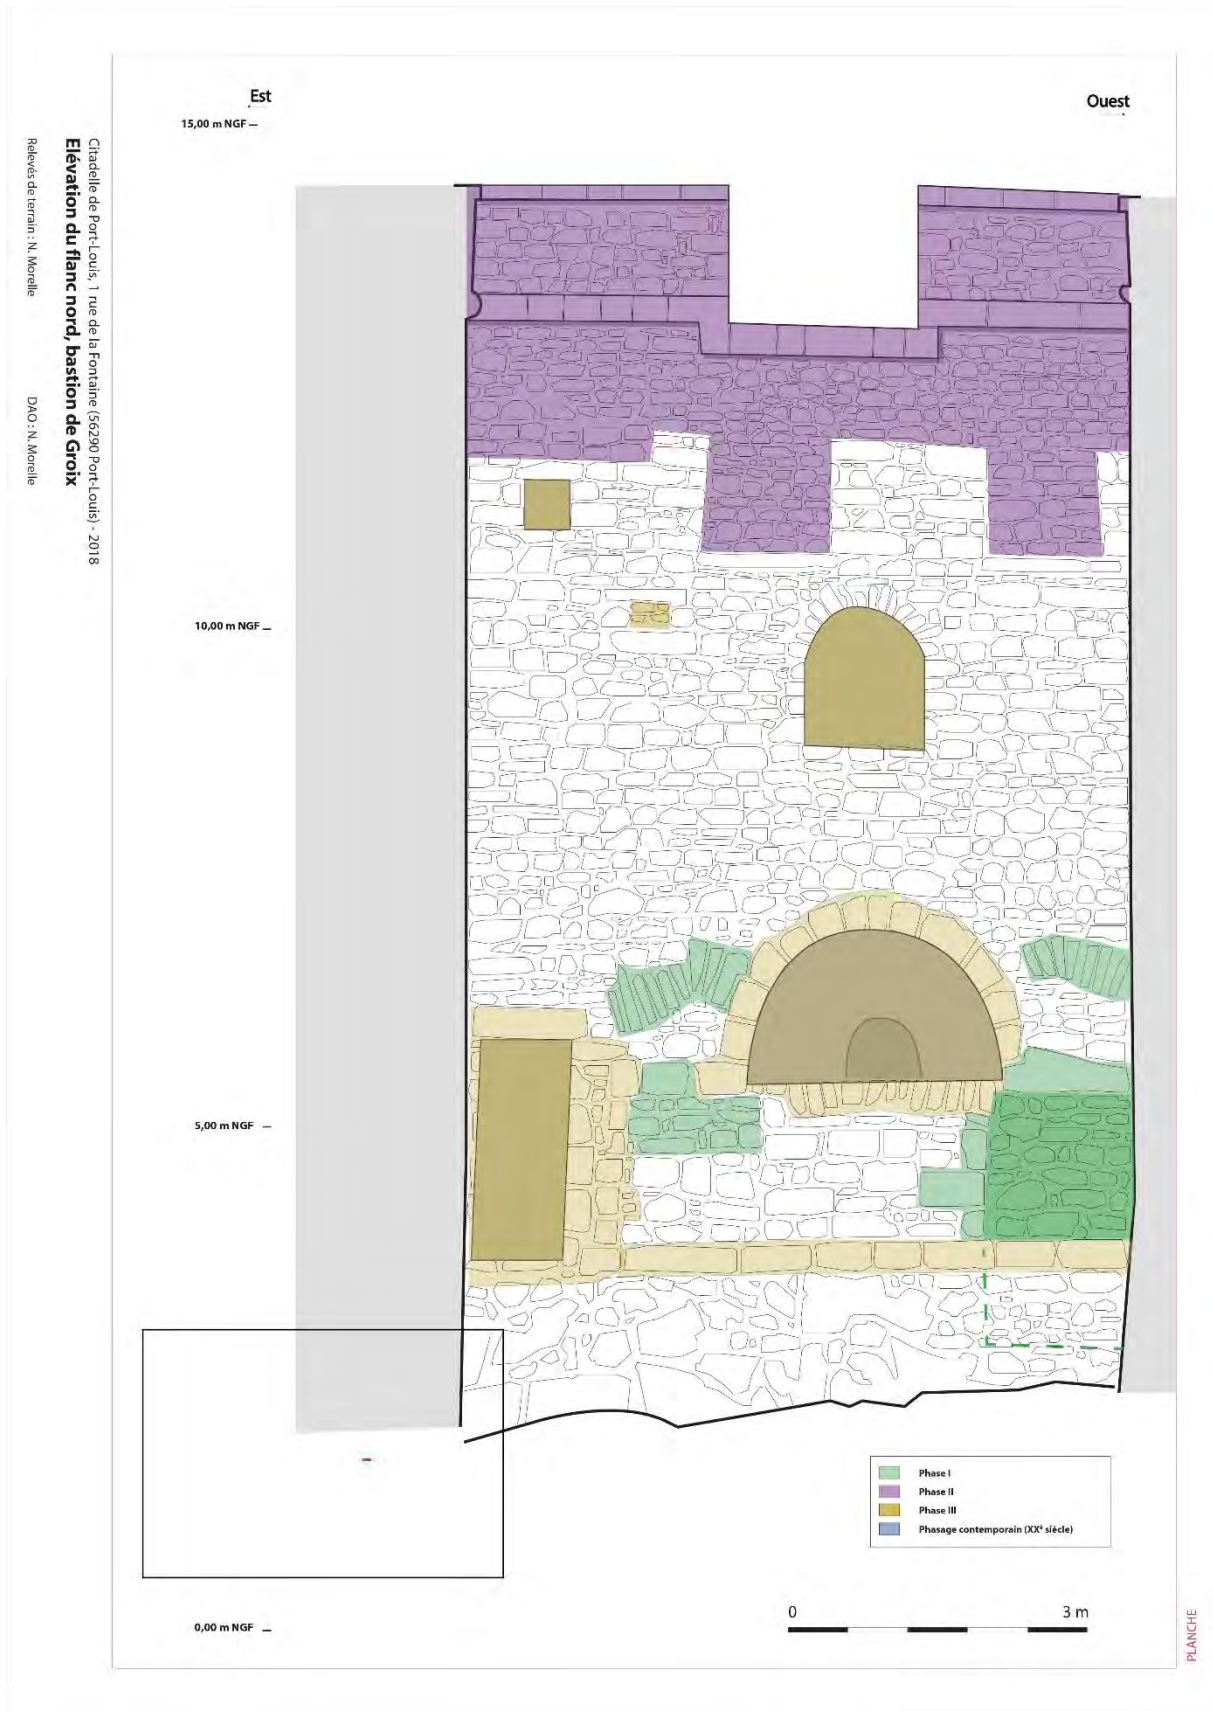 Est
Ouest
15,00 m NGF
Citadelle de Port-Louis, 1 rue de la Fontaine (56290 Port-Louis) - 2018
Elévation du flanc nord, bastion de Groix
Relevés de terrain : N. Morelle
DAO : N. Morelle
10,00 m NGF
5,00 m NGF
Phase I
Phase II
Phase III
Phasage contemporain (XXe siècle)
0
3 m
0,00 m NGF
PLANCHE